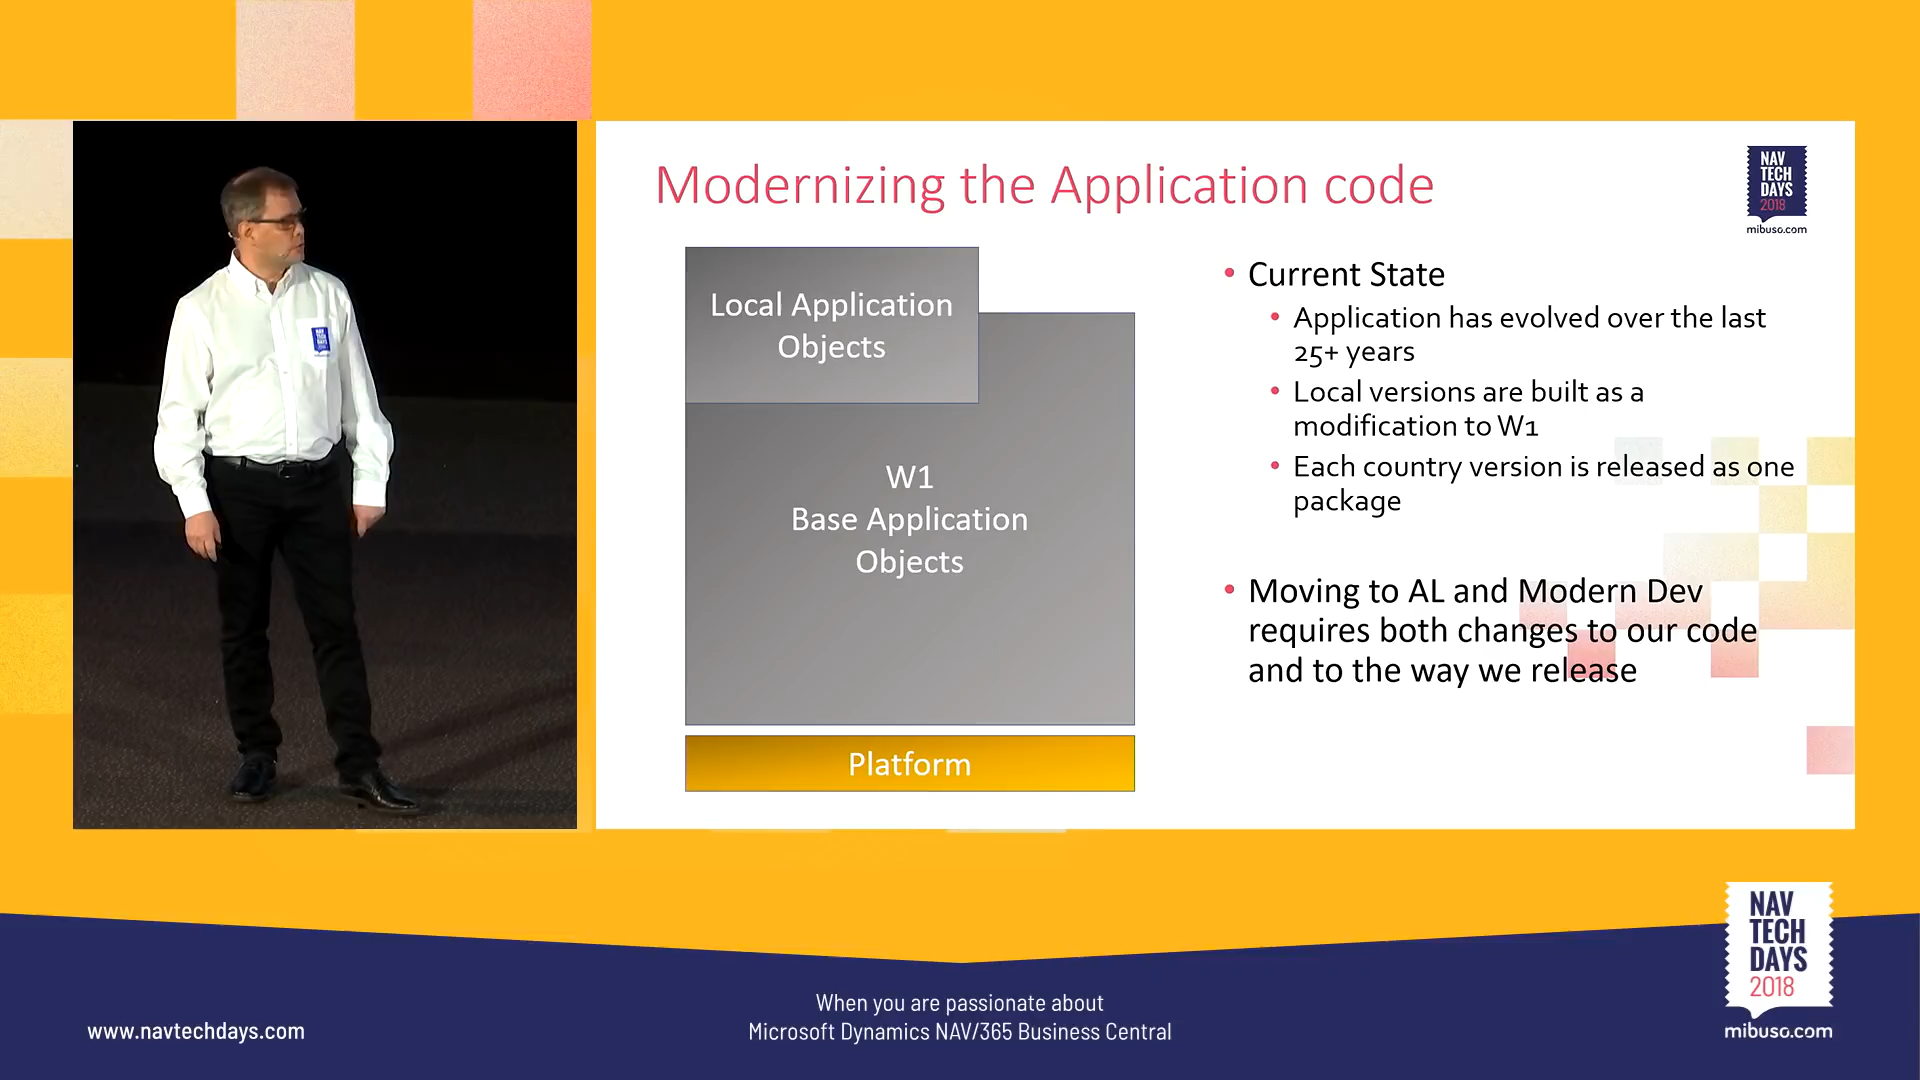 Modernizing the Application code
NAV
TECH
DAYS
2018
mibuso.com
Local Application
Objects
W1
Base Application
Objects
Platform
• Current State
• Application has evolved over the last
25+ years
• Local versions are built as a
modification to W1
• Each country version is released as one
package
• Moving to AL and Modern Dev
requires both changes to our code
and to the way we release
NAV
TECH
DAYS
NAV
TECH
DAYS
2018
mibuso.com
When you are passionate about
Microsoft Dynamics NAV/365 Business Central
www.navtechdays.com